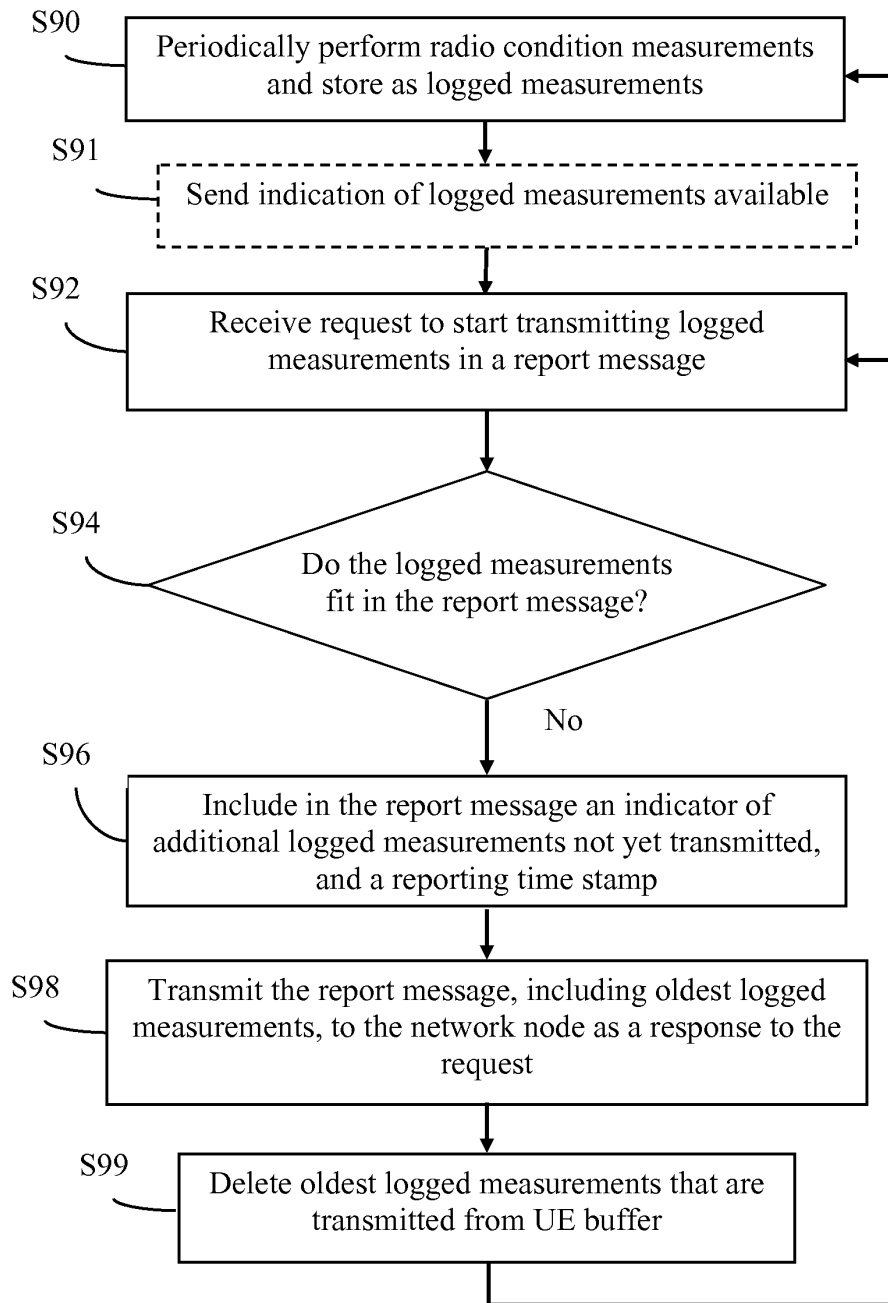 S90
Periodically perform radio condition measurements
and store as logged measurements
S91
Send indication of logged measurements available
S92
Receive request to start transmitting logged
measurements in a report message
S94
Do the logged measurements
fit in the report message?
No
S96
Include in the report message an indicator of
additional logged measurements not yet transmitted,
and a reporting time stamp
S98
Transmit the report message, including oldest logged
measurements, to the network node as a response to the
request
S99
Delete oldest logged measurements that are
transmitted from UE buffer